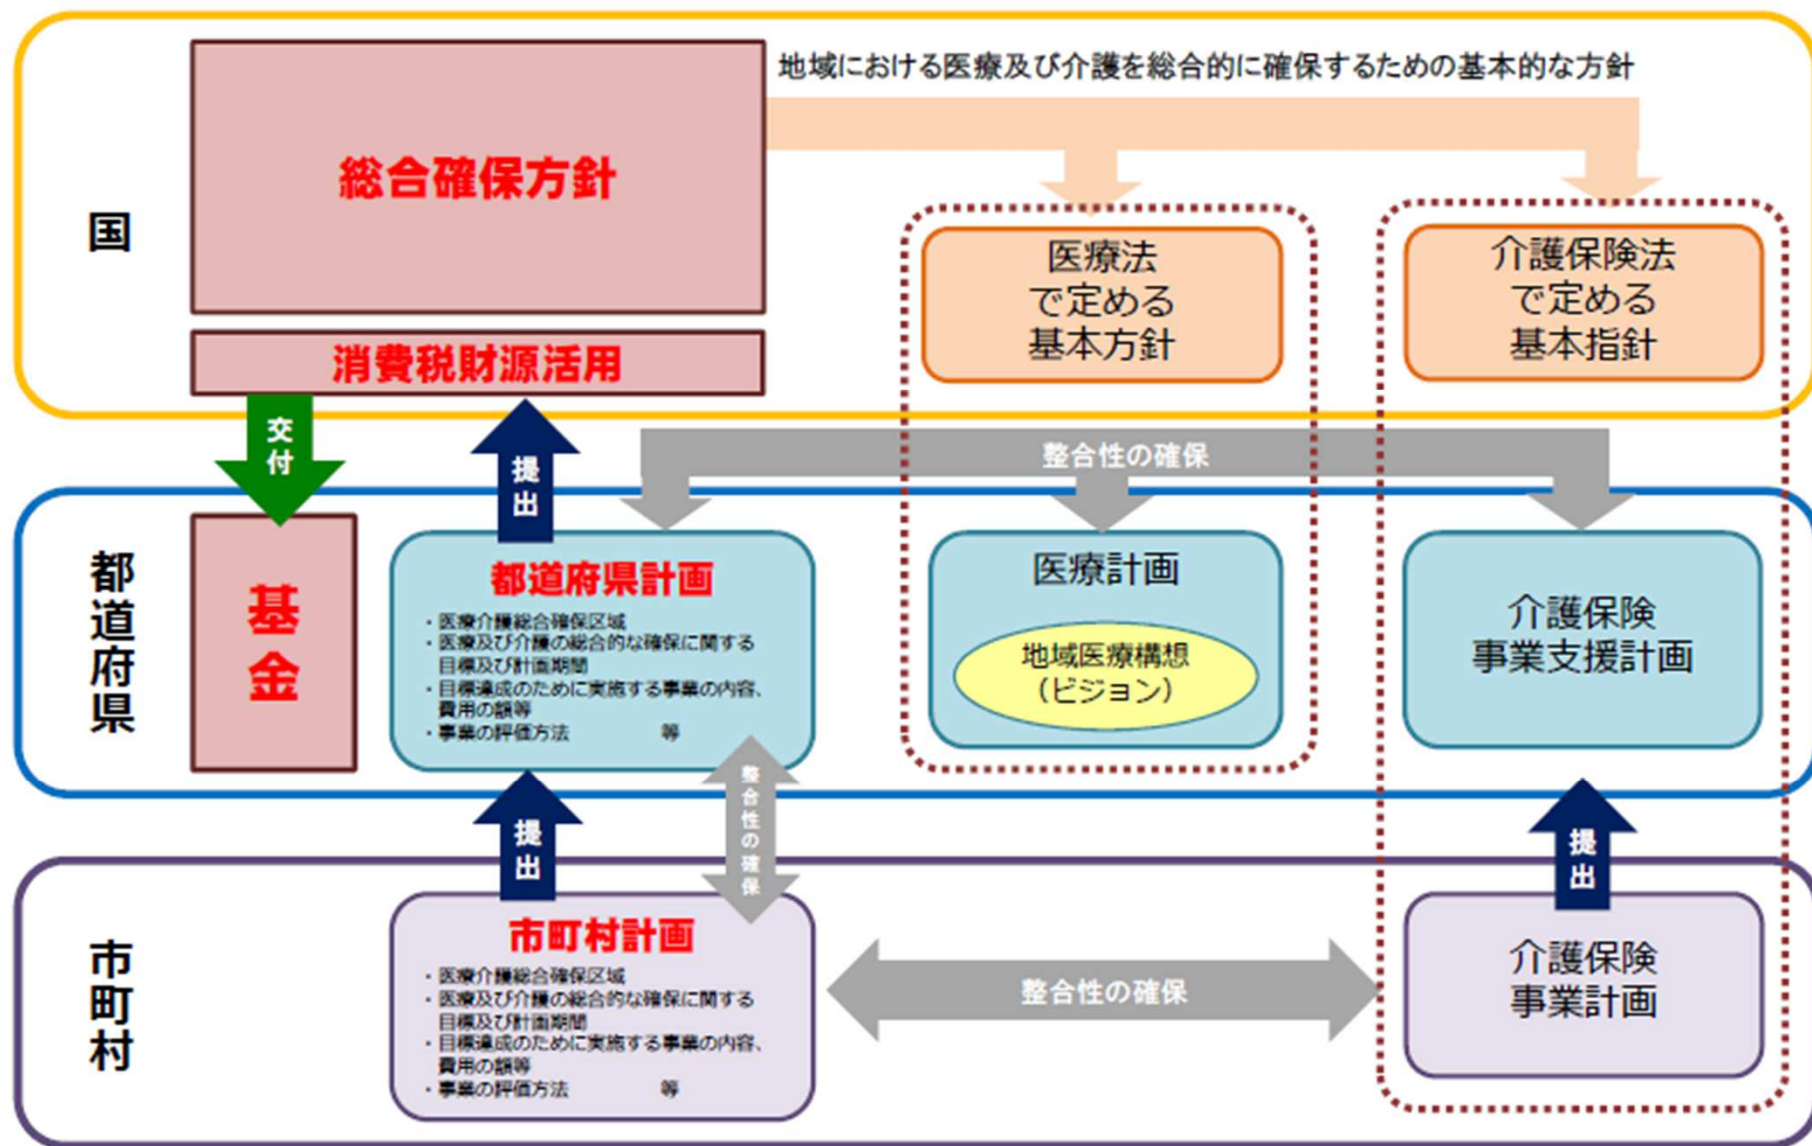 地域における医療及び介護を総合的に確保するための基本的な方針
総合確保方針
国
医療法
で定める
基本方針
介護保険法
で定める
基本指針
消費税財源活用
交付
提出
整合性の確保
都道府県
基金
都道府県計画
・医療介護総合確保区域
・医療及び介護の総合的な確保に関する
目標及び計画期間
・目標達成のために実施する事業の内容、
費用の額等
・事業の評価方法 等
医療計画
地域医療構想
（ビジョン）
介護保険
事業支援計画
提出
整合性の確保
提出
市町村
市町村計画
・医療介護総合確保区域
・医療及び介護の総合的な確保に関する
目標及び計画期間
・目標達成のために実施する事業の内容、
費用の額等
・事業の評価方法 等
整合性の確保
介護保険
事業計画